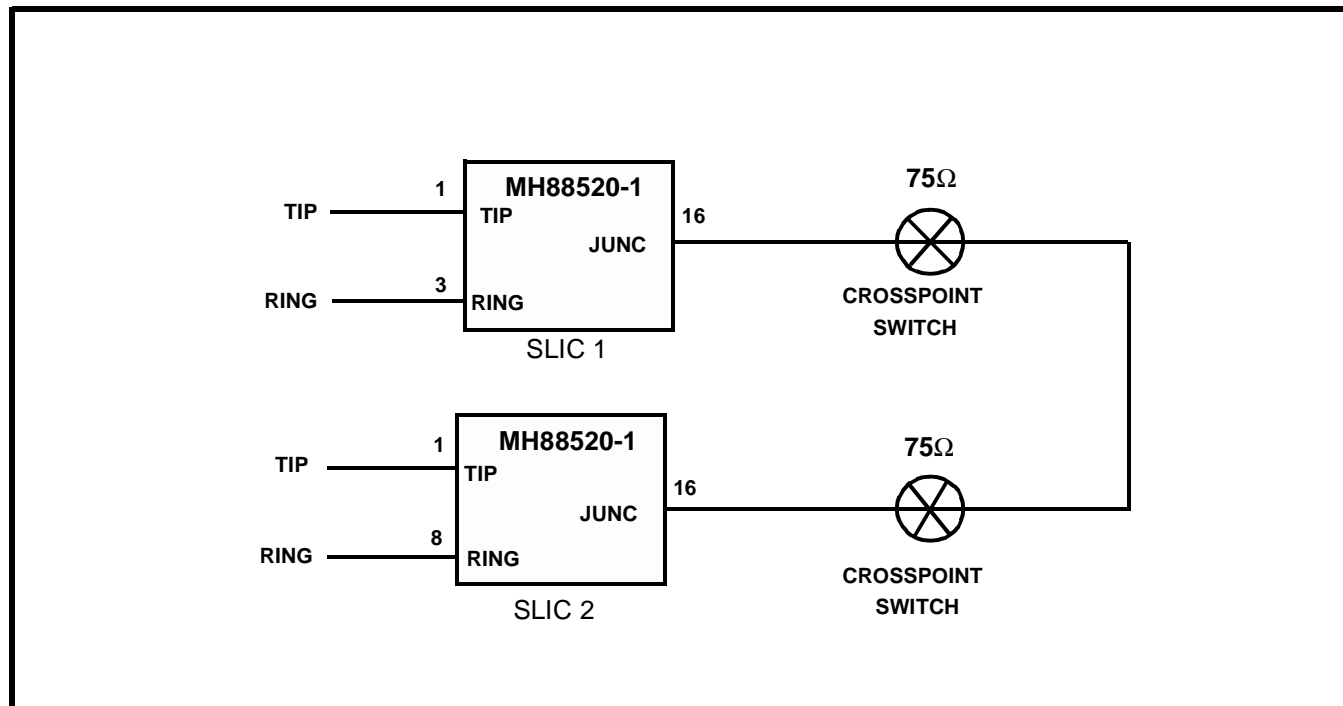 MH88520-1
75Ω
1
TIP
TIP
16
JUNC
3
RING
RING
CROSSPOINT
SWITCH
SLIC 1
MH88520-1
75Ω
1
TIP
TIP
16
JUNC
8
RING
RING
CROSSPOINT
SWITCH
SLIC 2